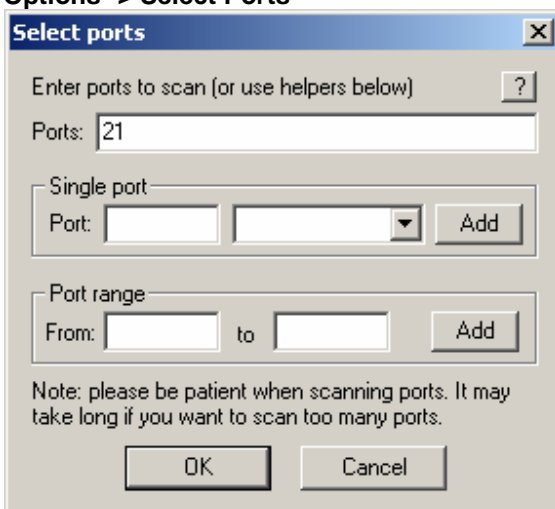 Options -> Select Ports
Select ports
Enter ports to scan (or use helpers below) ?
Ports: 21
Single port
Port: Add
Port range
From: to Add
Note: please be patient when scanning ports. It may
take long if you want to scan too many ports.
OK Cancel